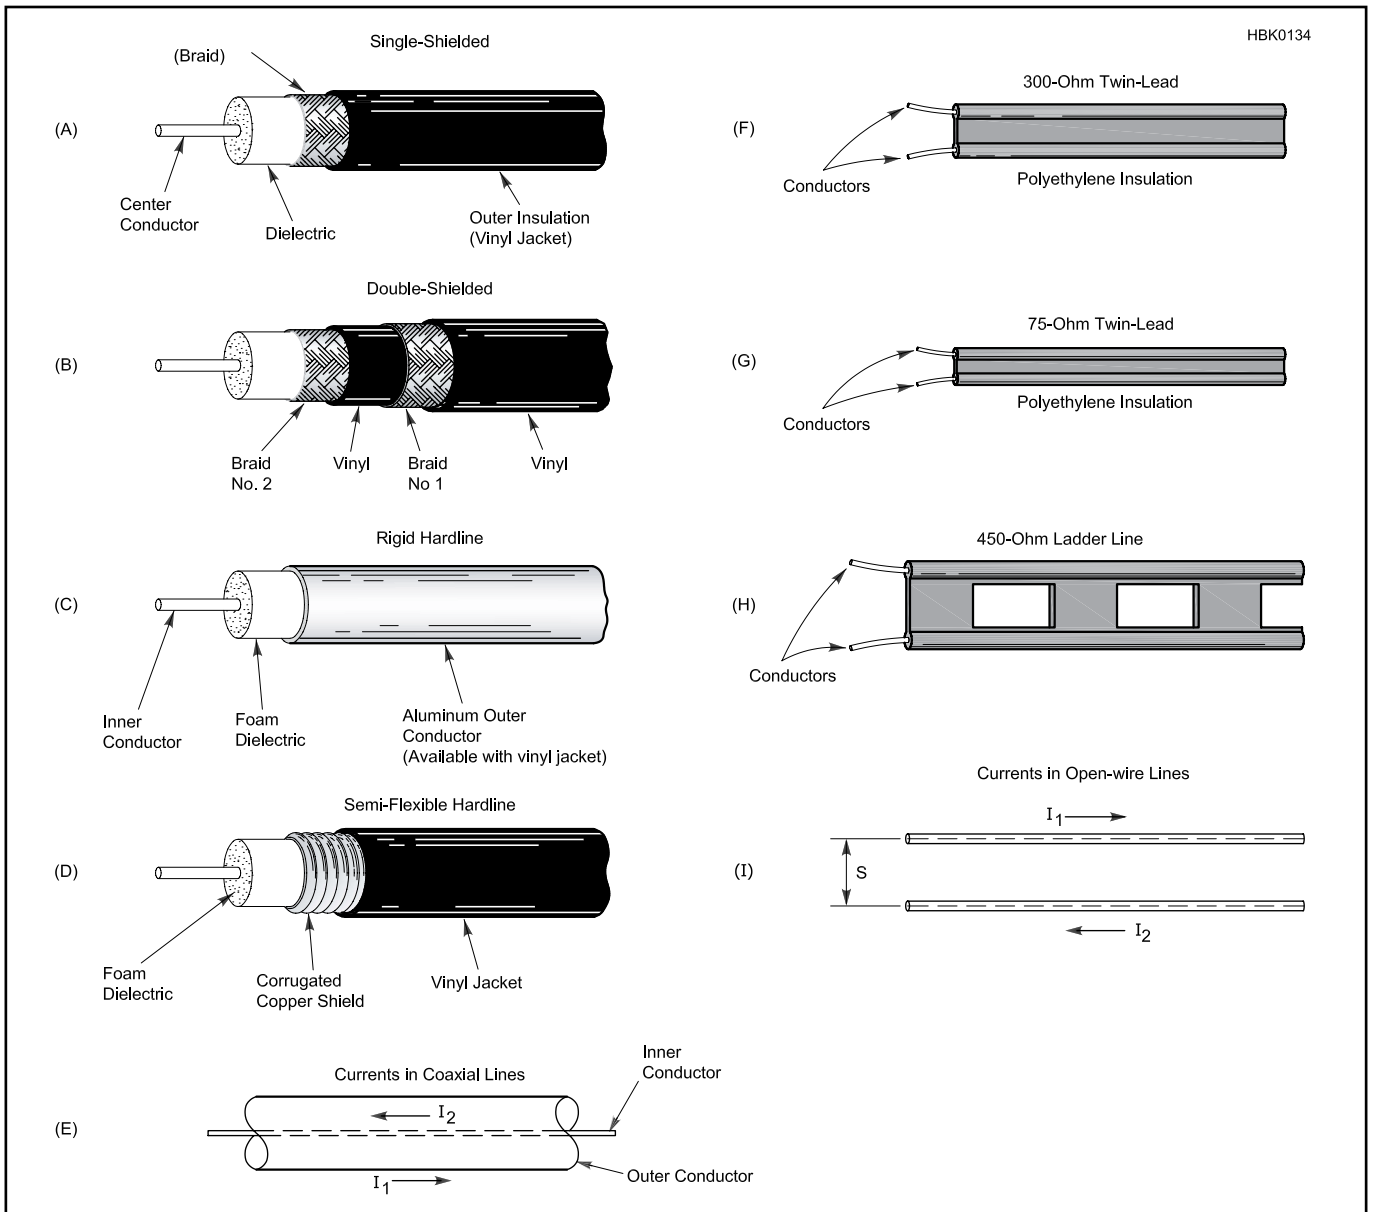 HBK0134
Single-Shielded
(Braid)
(A)
Center
Conductor
Dielectric
Outer Insulation
(Vinyl Jacket)
Double-Shielded
(B)
Braid
No. 2
Vinyl
Braid
No 1
Vinyl
Rigid Hardline
(C)
Inner
Conductor
Foam
Dielectric
Aluminum Outer
Conductor
(Available with vinyl jacket)
Semi-Flexible Hardline
(D)
Foam
Dielectric
Corrugated
Copper Shield
Vinyl Jacket
Currents in Coaxial Lines
Inner
Conductor
(E)
I2
I1
Outer Conductor
300-Ohm Twin-Lead
(F)
Conductors
Polyethylene Insulation
75-Ohm Twin-Lead
(G)
Conductors
Polyethylene Insulation
450-Ohm Ladder Line
(H)
Conductors
Currents in Open-wire Lines
I1
(I)
S
I2